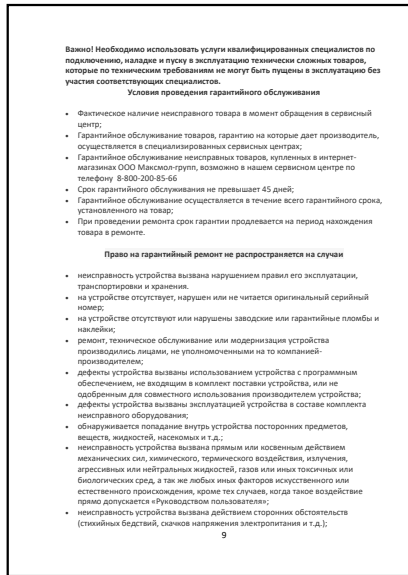 Важно! Необходимо использовать услуги квалифицированных специалистов по
подключению, наладке и пуску в эксплуатацию технически сложных товаров,
которые по техническим требованиям не могут быть пущены в эксплуатацию без
участия соответствующих специалистов.
Условия проведения гарантийного обслуживания
• Фактическое наличие неисправного товара в момент обращения в сервисный
центр;
• Гарантийное обслуживание товаров, гарантию на которые дает производитель,
осуществляется в специализированных сервисных центрах;
• Гарантийное обслуживание неисправных товаров, купленных в интернет-
магазинах ООО Максмол-групп, возможно в нашем сервисном центре по
телефону 8-800-200-85-66
• Срок гарантийного обслуживания не превышает 45 дней;
• Гарантийное обслуживание осуществляется в течение всего гарантийного срока,
установленного на товар;
• При проведении ремонта срок гарантии продлевается на период нахождения
товара в ремонте.
Право на гарантийный ремонт не распространяется на случаи
• неисправность устройства вызвана нарушением правил его эксплуатации,
транспортировки и хранения.
• на устройстве отсутствует, нарушен или не читается оригинальный серийный
номер;
• на устройстве отсутствуют или нарушены заводские или гарантийные пломбы и
наклейки;
• ремонт, техническое обслуживание или модернизация устройства
производились лицами, не уполномоченными на то компанией-
производителем;
• дефекты устройства вызваны использованием устройства с программным
обеспечением, не входящим в комплект поставки устройства, или не
одобренным для совместного использования производителем устройства;
• дефекты устройства вызваны эксплуатацией устройства в составе комплекта
неисправного оборудования;
• обнаруживается попадание внутрь устройства посторонних предметов,
веществ, жидкостей, насекомых и т.д.;
• неисправность устройства вызвана прямым или косвенным действием
механических сил, химического, термического воздействия, излучения,
агрессивных или нейтральных жидкостей, газов или иных токсичных или
биологических сред, а так же любых иных факторов искусственного или
естественного происхождения, кроме тех случаев, когда такое воздействие
прямо допускается «Руководством пользователя»;
• неисправность устройства вызвана действием сторонних обстоятельств
(стихийных бедствий, скачков напряжения электропитания и т.д.);
9